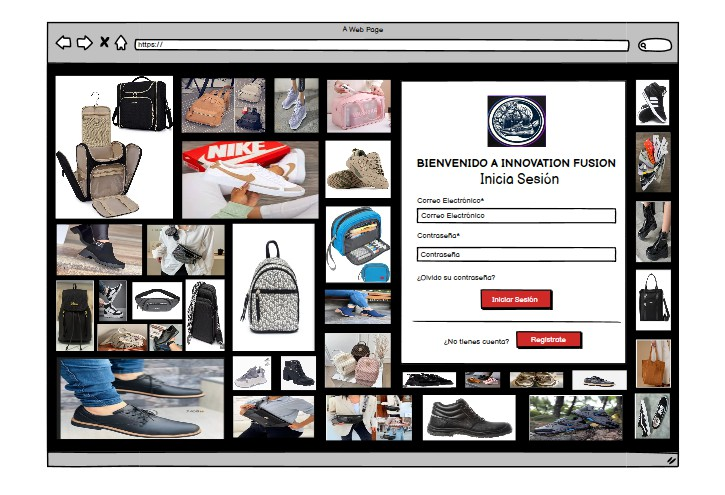 A Web Page
https://
NIKE
BIENVENIDO A INNOVATION FUSION
Inicia Sesión
Correo Electrónico*
Correo Electrónico
Contraseña*
Contraseña
¿Olvido su contraseña?
Iniciar Sesión
¿No tienes cuenta? Registrate